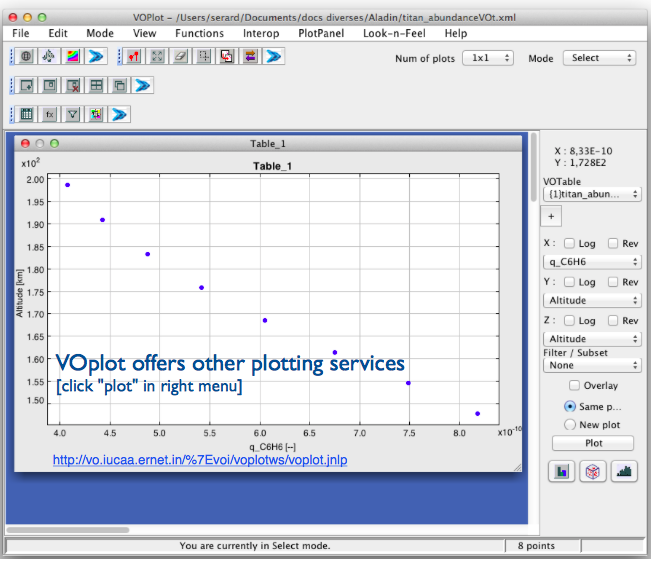 VOPlot – /Users/serard/Documents/docs diverses/Aladin/titan_abundanceVOt.xml
File Edit Mode View Functions Interop PlotPanel Look-n-Feel Help
Num of plots 1x1 Mode Select
fx
Table_1
x10²
Table_1
2.00
1.95
1.90
1.85
1.80
1.75
1.70
1.65
1.60
1.55
1.50
Altitude [km]
4.0 4.5 5.0 5.5 6.0 6.5 7.0 7.5 8.0 x10⁻¹⁰
q_C6H6 [--]
VOplot offers other plotting services
[click "plot" in right menu]
http://vo.iucaa.ernet.in/%7Evoi/voplotws/voplot.jnlp
X : 8,33E-10
Y : 1,728E2
VOTable
{1}titan_abun...
+
X : Log Rev
q_C6H6
Y : Log Rev
Altitude
Z : Log Rev
Altitude
Filter / Subset
None
Overlay
Same p...
New plot
Plot
You are currently in Select mode. 8 points